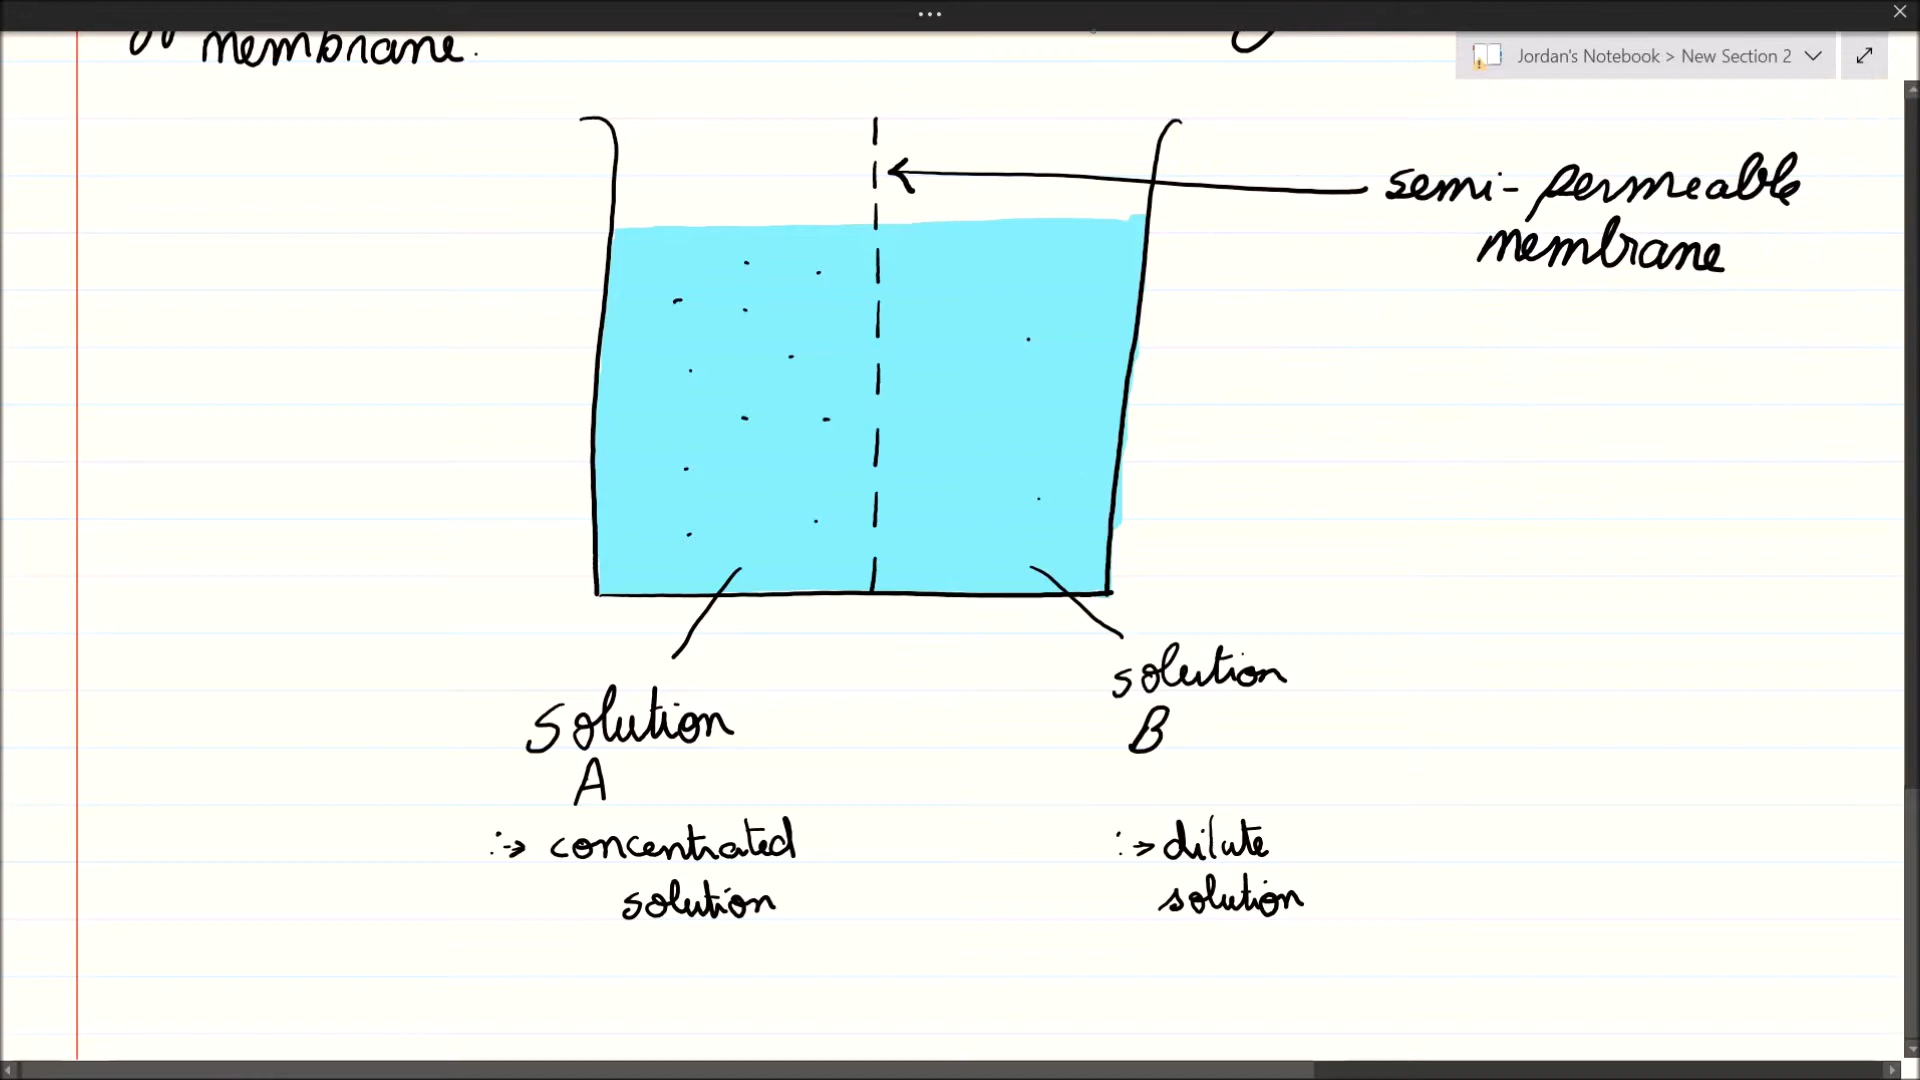 membrane.
Jordan's Notebook > New Section 2
semi-permeable
membrane
solution
B
Solution
A
∴→ concentrated
solution
∴→ dilute
solution